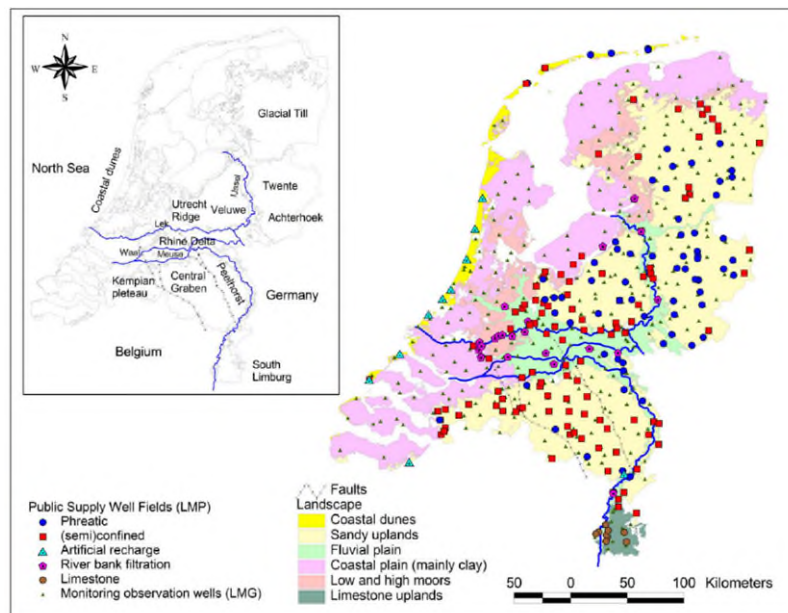 N
W E
S
Glacial Till
North Sea
Coastal dunes
IJssel
Twente
Utrecht
Ridge
Veluwe
Achterhoek
Lek
Rhine Delta
Waal
Meuse
Kempian
pleteau
Central
Graben
Peelhorst
Germany
Belgium
South
Limburg
Public Supply Well Fields (LMP)
Phreatic
(semi)confined
Artificial recharge
River bank filtration
Limestone
Monitoring observation wells (LMG)
Faults
Landscape
Coastal dunes
Sandy uplands
Fluvial plain
Coastal plain (mainly clay)
Low and high moors
Limestone uplands
50 0 50 100 Kilometers